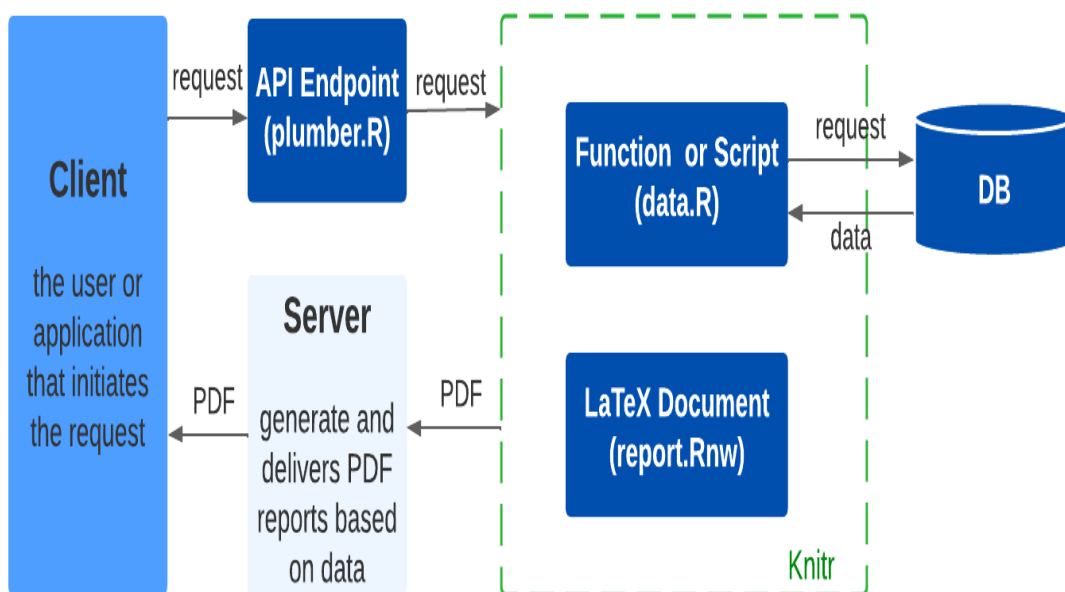 Client
the user or
application
that initiates
the request
request
API Endpoint
(plumber.R)
request
Function or Script
(data.R)
request
data
DB
LaTeX Document
(report.Rnw)
Knitr
PDF
Server
generate and
delivers PDF
reports based
on data
PDF